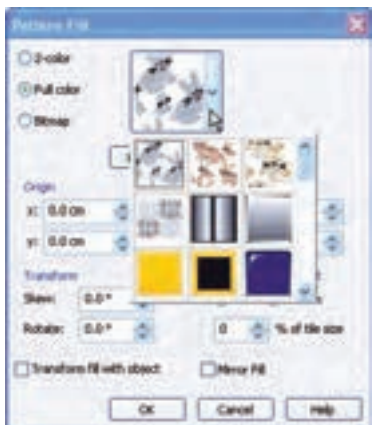 Pattern Fill
2-color
Full color
Bitmap
Origin
x: 0.0 cm
y: 0.0 cm
Transform
Skew: 0.0 °
Rotate: 0.0 °
0 % of tile size
Transform fill with object
Mirror Fill
OK Cancel Help